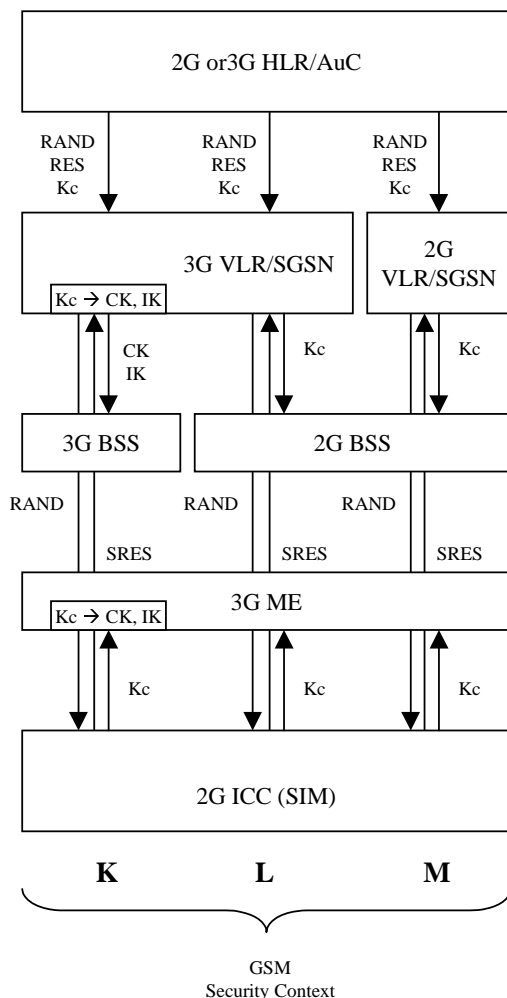 2G or3G HLR/AuC
RAND
RES
Kc
RAND
RES
Kc
RAND
RES
Kc
3G VLR/SGSN
Kc → CK, IK
2G
VLR/SGSN
CK
IK
Kc
Kc
3G BSS
2G BSS
RAND
RAND
RAND
SRES
SRES
SRES
3G ME
Kc → CK, IK
Kc
Kc
Kc
2G ICC (SIM)
K
L
M
GSM
Security Context